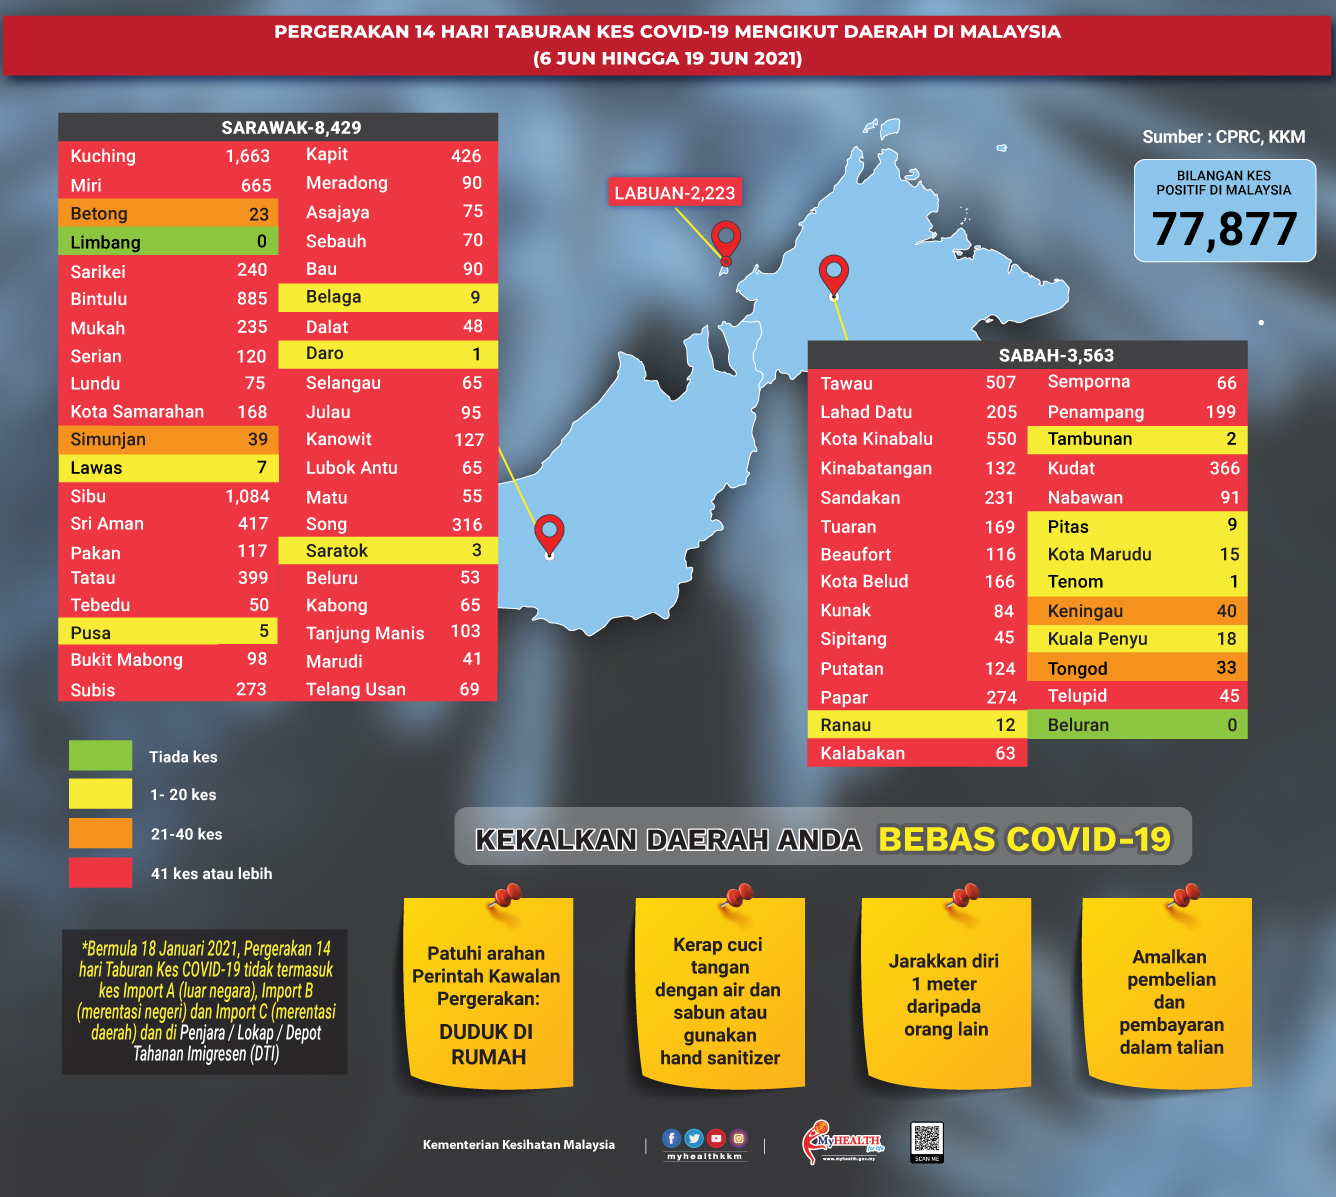 PERGERAKAN 14 HARI TABURAN KES COVID-19 MENGIKUT DAERAH DI MALAYSIA
(6 JUN HINGGA 19 JUN 2021)
Sumber : CPRC, KKM
BILANGAN KES
POSITIF DI MALAYSIA
77,877
LABUAN-2,223
SARAWAK-8,429
Kuching 1,663
Miri 665
Betong 23
Limbang 0
Sarikei 240
Bintulu 885
Mukah 235
Serian 120
Lundu 75
Kota Samarahan 168
Simunjan 39
Lawas 7
Sibu 1,084
Sri Aman 417
Pakan 117
Tatau 399
Tebedu 50
Pusa 5
Bukit Mabong 98
Subis 273
Kapit 426
Meradong 90
Asajaya 75
Sebauh 70
Bau 90
Belaga 9
Dalat 48
Daro 1
Selangau 65
Julau 95
Kanowit 127
Lubok Antu 65
Matu 55
Song 316
Saratok 3
Beluru 53
Kabong 65
Tanjung Manis 103
Marudi 41
Telang Usan 69
SABAH-3,563
Tawau 507
Lahad Datu 205
Kota Kinabalu 550
Kinabatangan 132
Sandakan 231
Tuaran 169
Beaufort 116
Kota Belud 166
Kunak 84
Sipitang 45
Putatan 124
Papar 274
Ranau 12
Kalabakan 63
Semporna 66
Penampang 199
Tambunan 2
Kudat 366
Nabawan 91
Pitas 9
Kota Marudu 15
Tenom 1
Keningau 40
Kuala Penyu 18
Tongod 33
Telupid 45
Beluran 0
Tiada kes
1- 20 kes
21-40 kes
41 kes atau lebih
*Bermula 18 Januari 2021, Pergerakan 14
hari Taburan Kes COVID-19 tidak termasuk
kes Import A (luar negara), Import B
(merentasi negeri) dan Import C (merentasi
daerah) dan di Penjara / Lokap / Depot
Tahanan Imigresen (DTI)
KEKALKAN DAERAH ANDA BEBAS COVID-19
Patuhi arahan
Perintah Kawalan
Pergerakan:
DUDUK DI
RUMAH
Kerap cuci
tangan
dengan air dan
sabun atau
gunakan
hand sanitizer
Jarakkan diri
1 meter
daripada
orang lain
Amalkan
pembelian
dan
pembayaran
dalam talian
Kementerian Kesihatan Malaysia
myhealthkkm
MyHEALTH
for life
www.myhealth.gov.my
SCAN ME